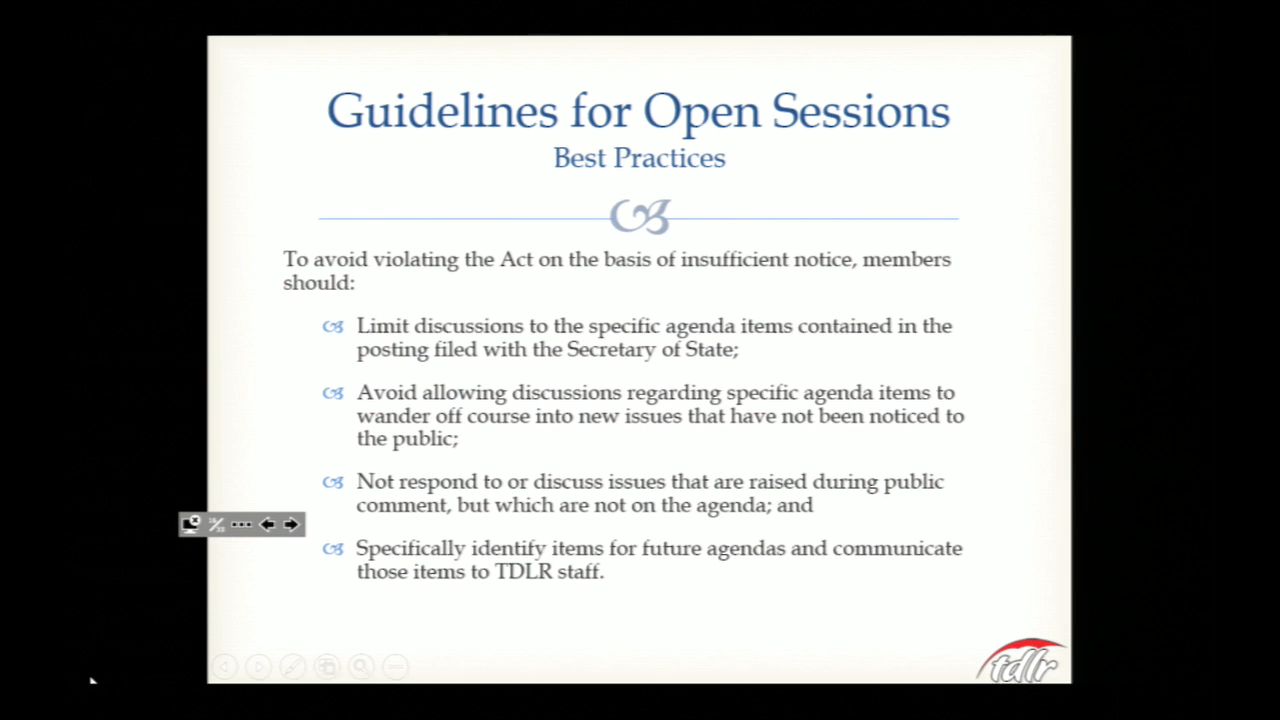 Guidelines for Open Sessions
Best Practices
To avoid violating the Act on the basis of insufficient notice, members
should:
Limit discussions to the specific agenda items contained in the
posting filed with the Secretary of State;
Avoid allowing discussions regarding specific agenda items to
wander off course into new issues that have not been noticed to
the public;
Not respond to or discuss issues that are raised during public
comment, but which are not on the agenda; and
Specifically identify items for future agendas and communicate
those items to TDLR staff.
tdlr